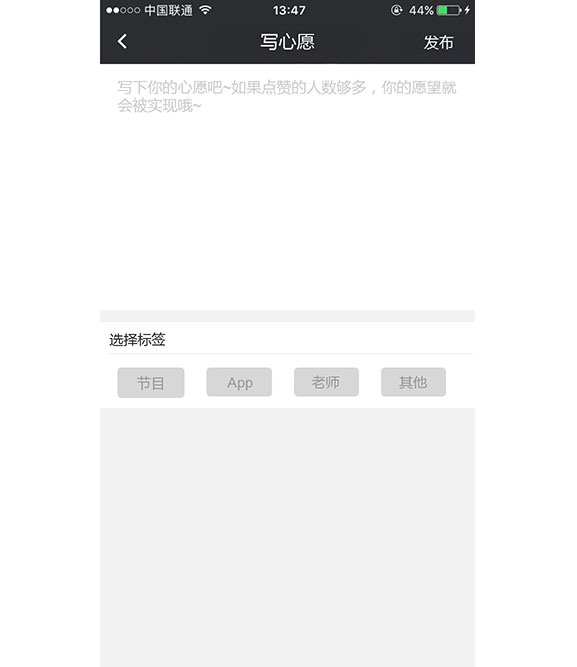 中国联通 13:47 44%
写心愿 发布
写下你的心愿吧~如果点赞的人数够多，你的愿望就
会被实现哦~
选择标签
节目 App 老师 其他